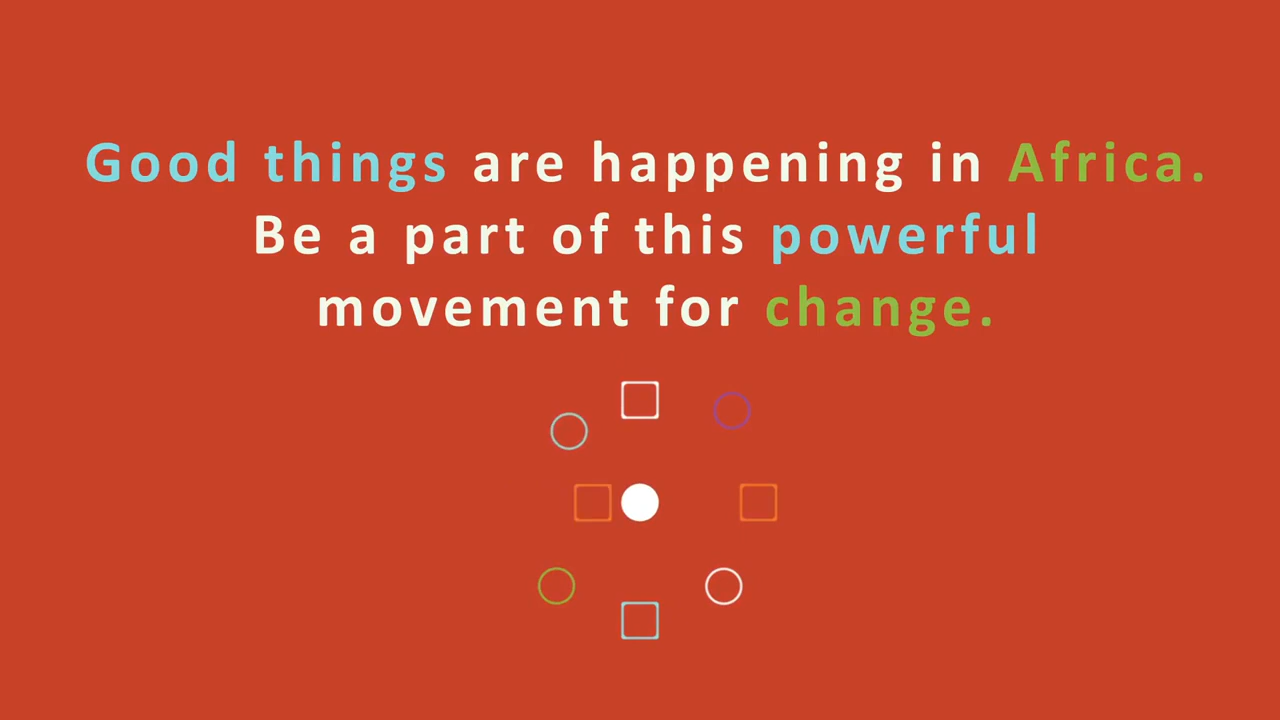 Good things are happening in Africa.
Be a part of this powerful
movement for change.